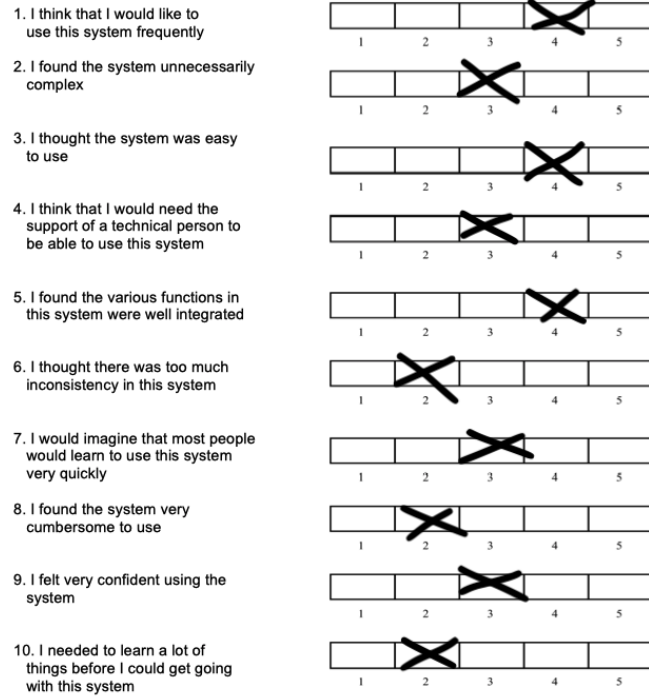 1. I think that I would like to
use this system frequently
1 2 3 4 5
2. I found the system unnecessarily
complex
1 2 3 4 5
3. I thought the system was easy
to use
1 2 3 4 5
4. I think that I would need the
support of a technical person to
be able to use this system
1 2 3 4 5
5. I found the various functions in
this system were well integrated
1 2 3 4 5
6. I thought there was too much
inconsistency in this system
1 2 3 4 5
7. I would imagine that most people
would learn to use this system
very quickly
1 2 3 4 5
8. I found the system very
cumbersome to use
1 2 3 4 5
9. I felt very confident using the
system
1 2 3 4 5
10. I needed to learn a lot of
things before I could get going
with this system
1 2 3 4 5